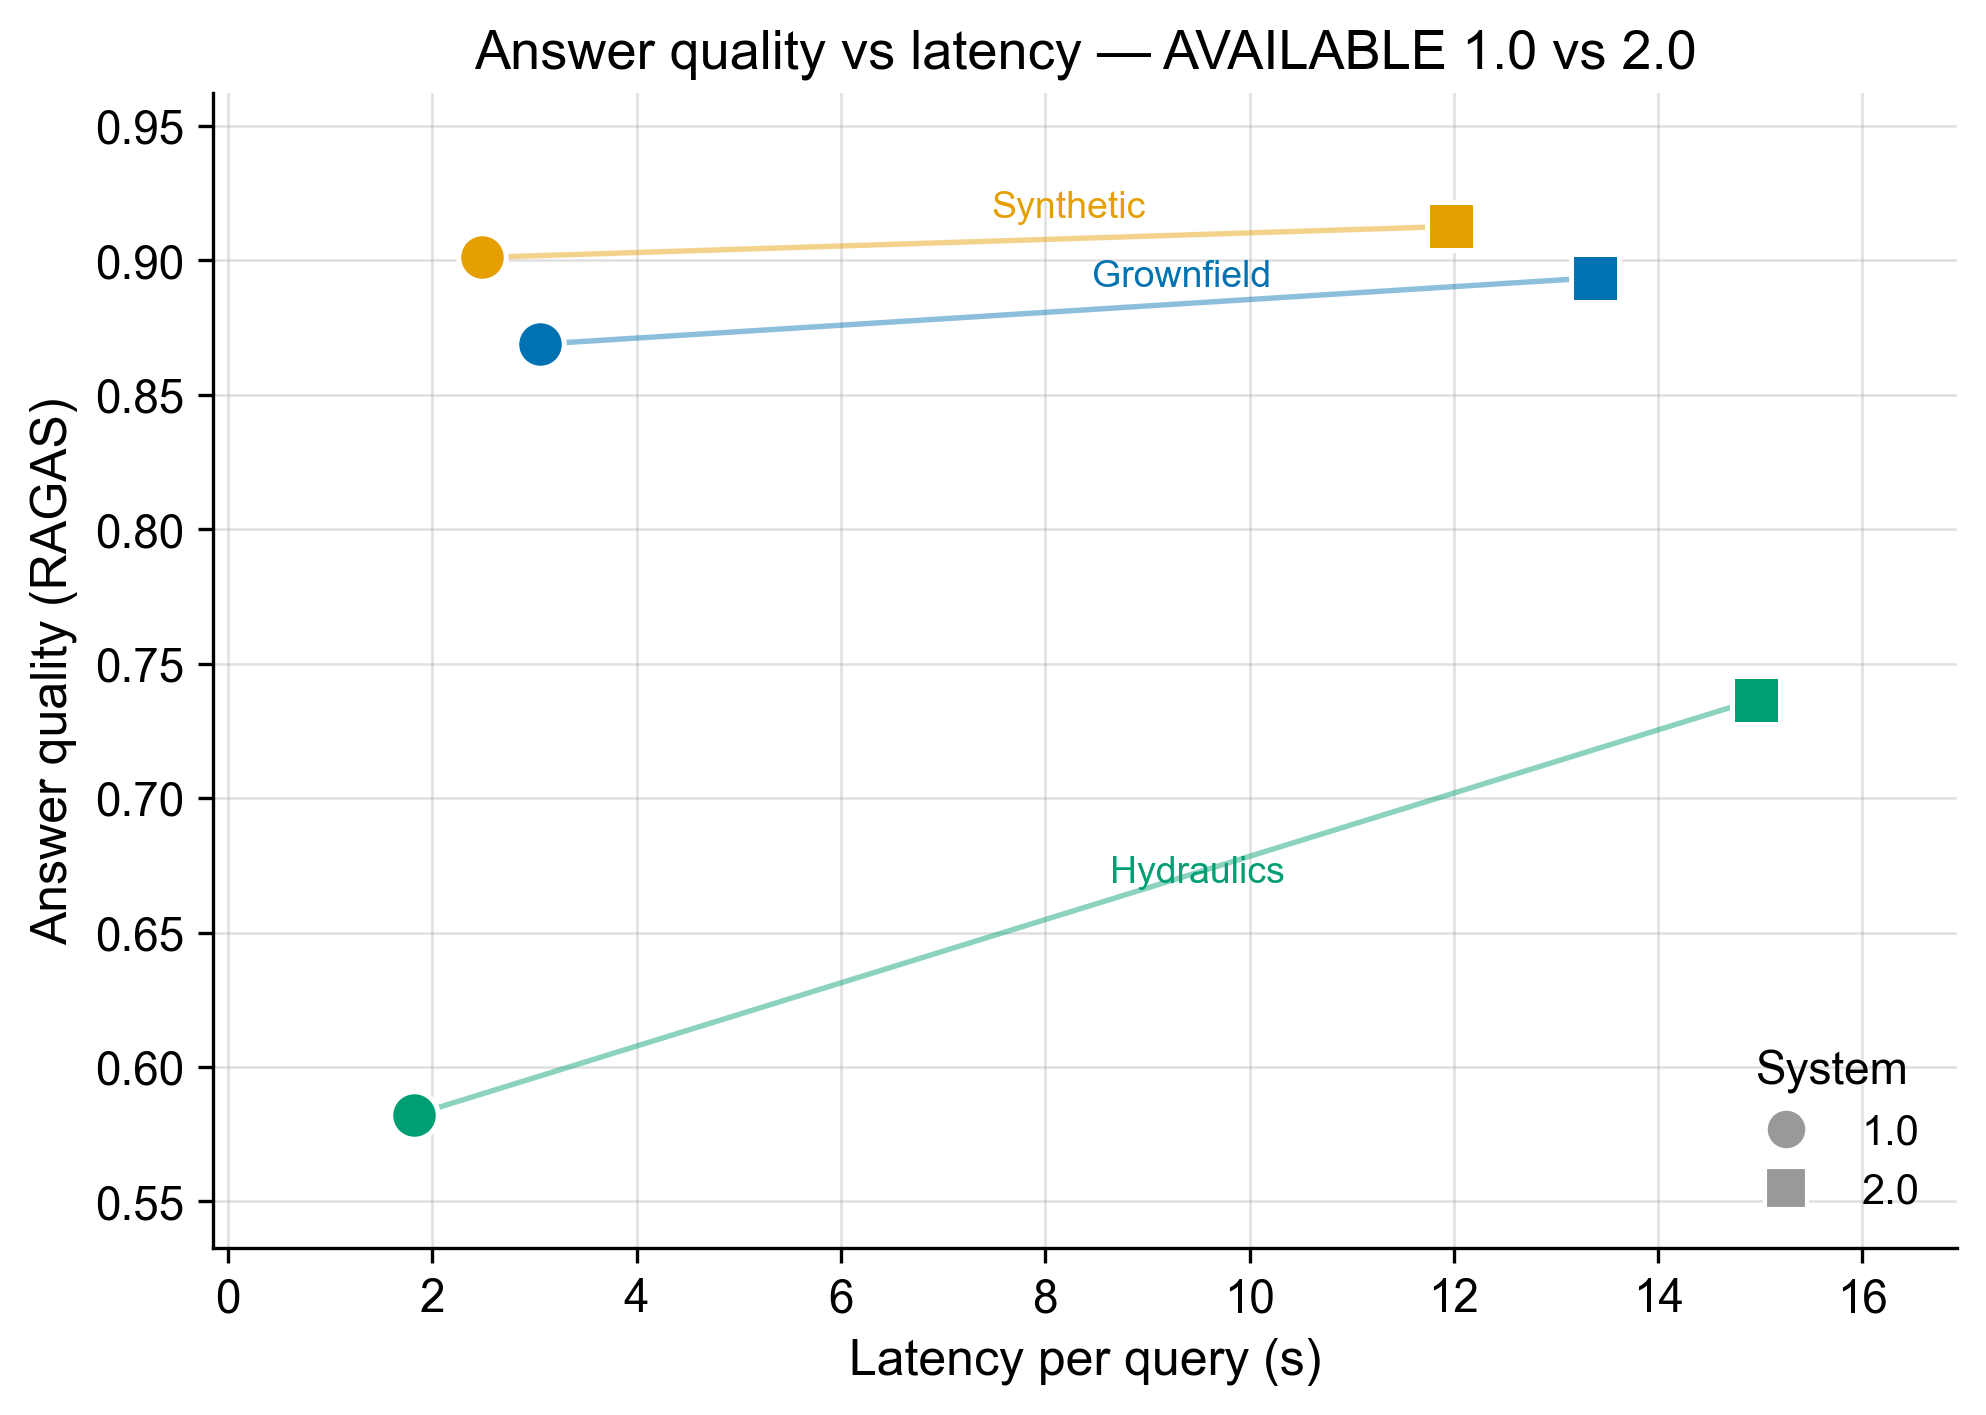 Answer quality vs latency — AVAILABLE 1.0 vs 2.0
Answer quality (RAGAS)
0.95
0.90
0.85
0.80
0.75
0.70
0.65
0.60
0.55
Synthetic
Grownfield
Hydraulics
System
1.0
2.0
0 2 4 6 8 10 12 14 16
Latency per query (s)